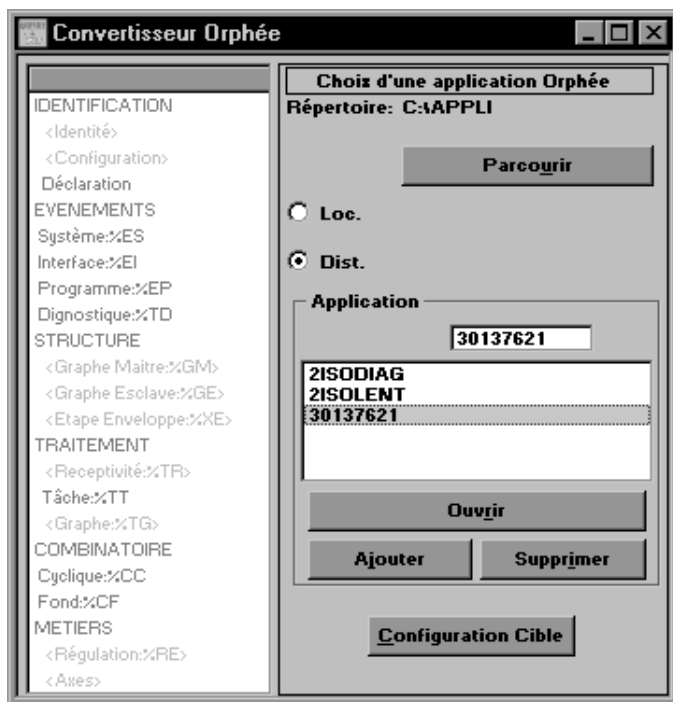 Convertisseur Orphée
IDENTIFICATION
<Identité>
<Configuration>
Déclaration
EVENEMENTS
Système:%ES
Interface:%EI
Programme:%EP
Dignostique:%TD
STRUCTURE
<Graphe Maitre:%GM>
<Graphe Esclave:%GE>
<Etape Enveloppe:%XE>
TRAITEMENT
<Receptivité:%TR>
Tâche:%TT
<Graphe:%TG>
COMBINATOIRE
Cyclique:%CC
Fond:%CF
METIERS
<Régulation:%RE>
<Axes>
Choiz d'une application Orphée
Répertoire: C:\APPLI
Parcourir
Loc.
Dist.
Application
30137621
2ISODIAG
2ISOLENT
30137621
Ouvrir
Ajouter
Supprimer
Configuration Cible